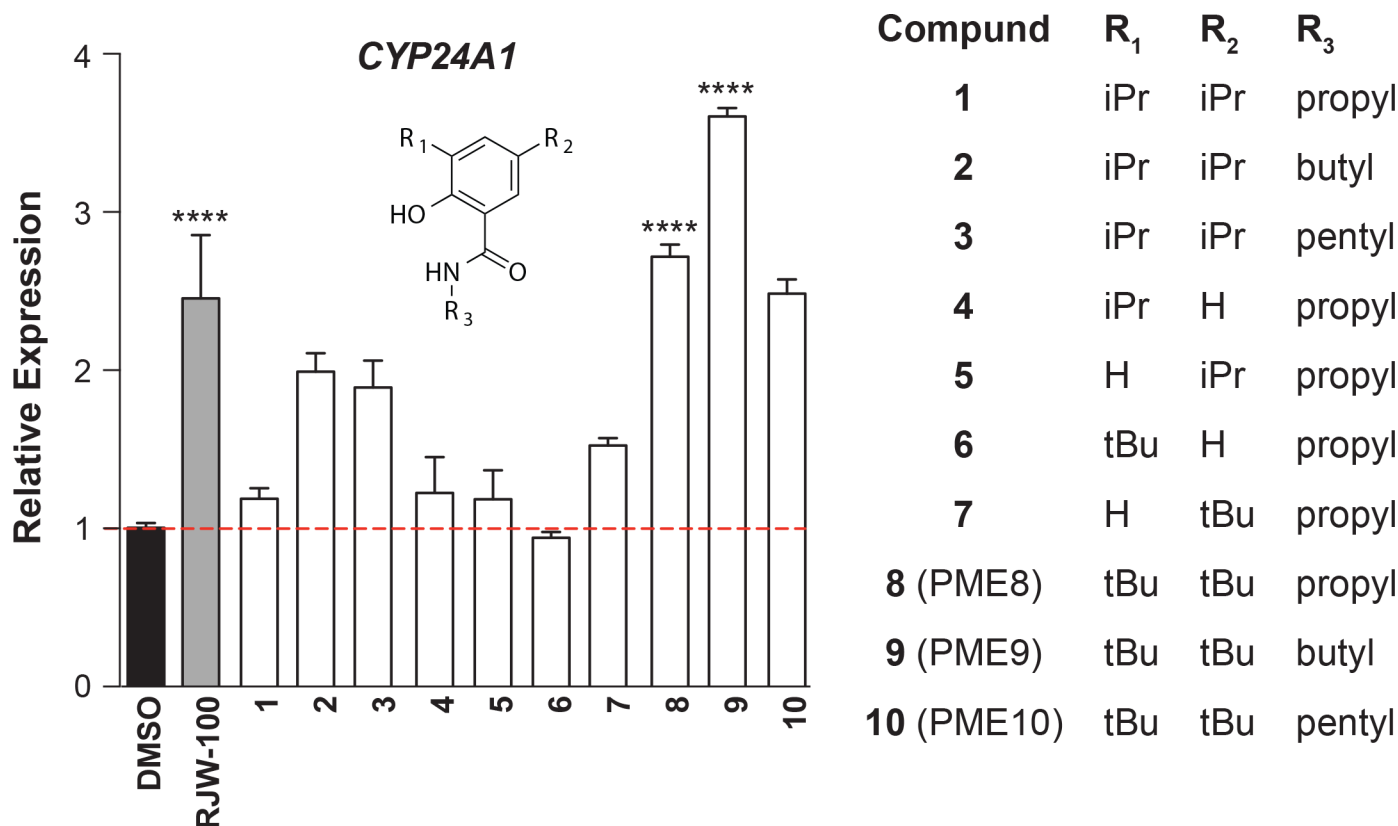 CYP24A1
Relative Expression
4
3
2
1
0
****
****
****
R1
R2
HO
HN
O
R3
DMSO
RJW-100
1
2
3
4
5
6
7
8
9
10
Compund R1 R2 R3
1 iPr iPr propyl
2 iPr iPr butyl
3 iPr iPr pentyl
4 iPr H propyl
5 H iPr propyl
6 tBu H propyl
7 H tBu propyl
8 (PME8) tBu tBu propyl
9 (PME9) tBu tBu butyl
10 (PME10) tBu tBu pentyl